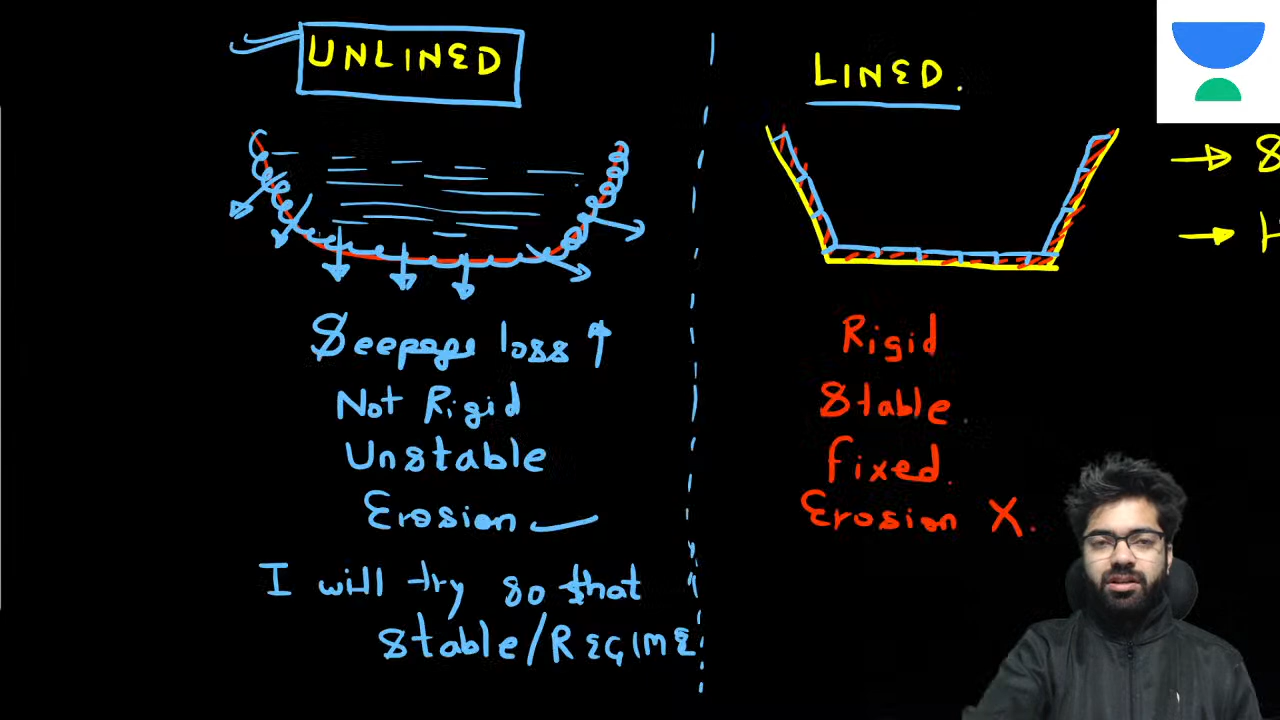 UNLINED
Seepage loss ↑
Not Rigid
Unstable
Erosion
I will try so that
Stable/REGIME
LINED.
Rigid
Stable
Fixed.
Erosion X
→ S
→ H